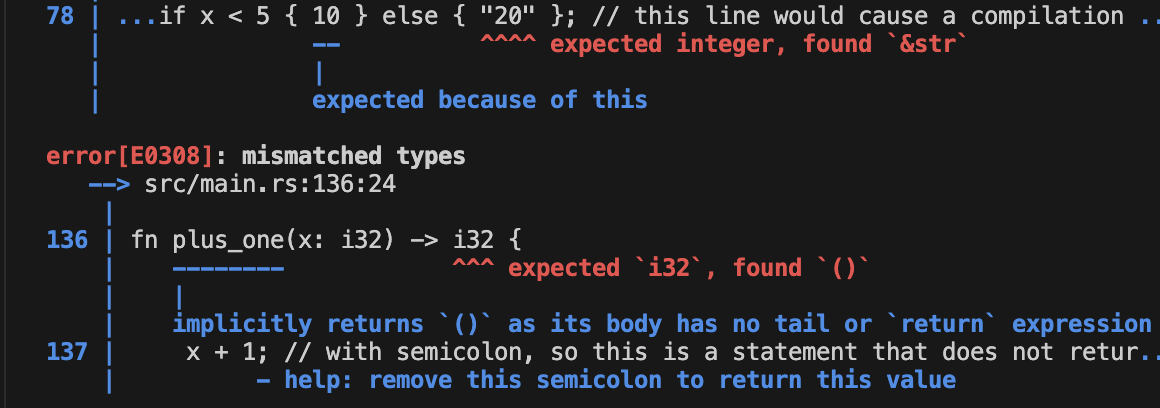 78 | ...if x < 5 { 10 } else { "20" }; // this line would cause a compilation ...
| -- ^^^^ expected integer, found `&str`
| |
| expected because of this
error[E0308]: mismatched types
--> src/main.rs:136:24
|
136 | fn plus_one(x: i32) -> i32 {
| -------- ^^^ expected `i32`, found `()`
| |
| implicitly returns `()` as its body has no tail or `return` expression
137 | x + 1; // with semicolon, so this is a statement that does not retur...
| - help: remove this semicolon to return this value